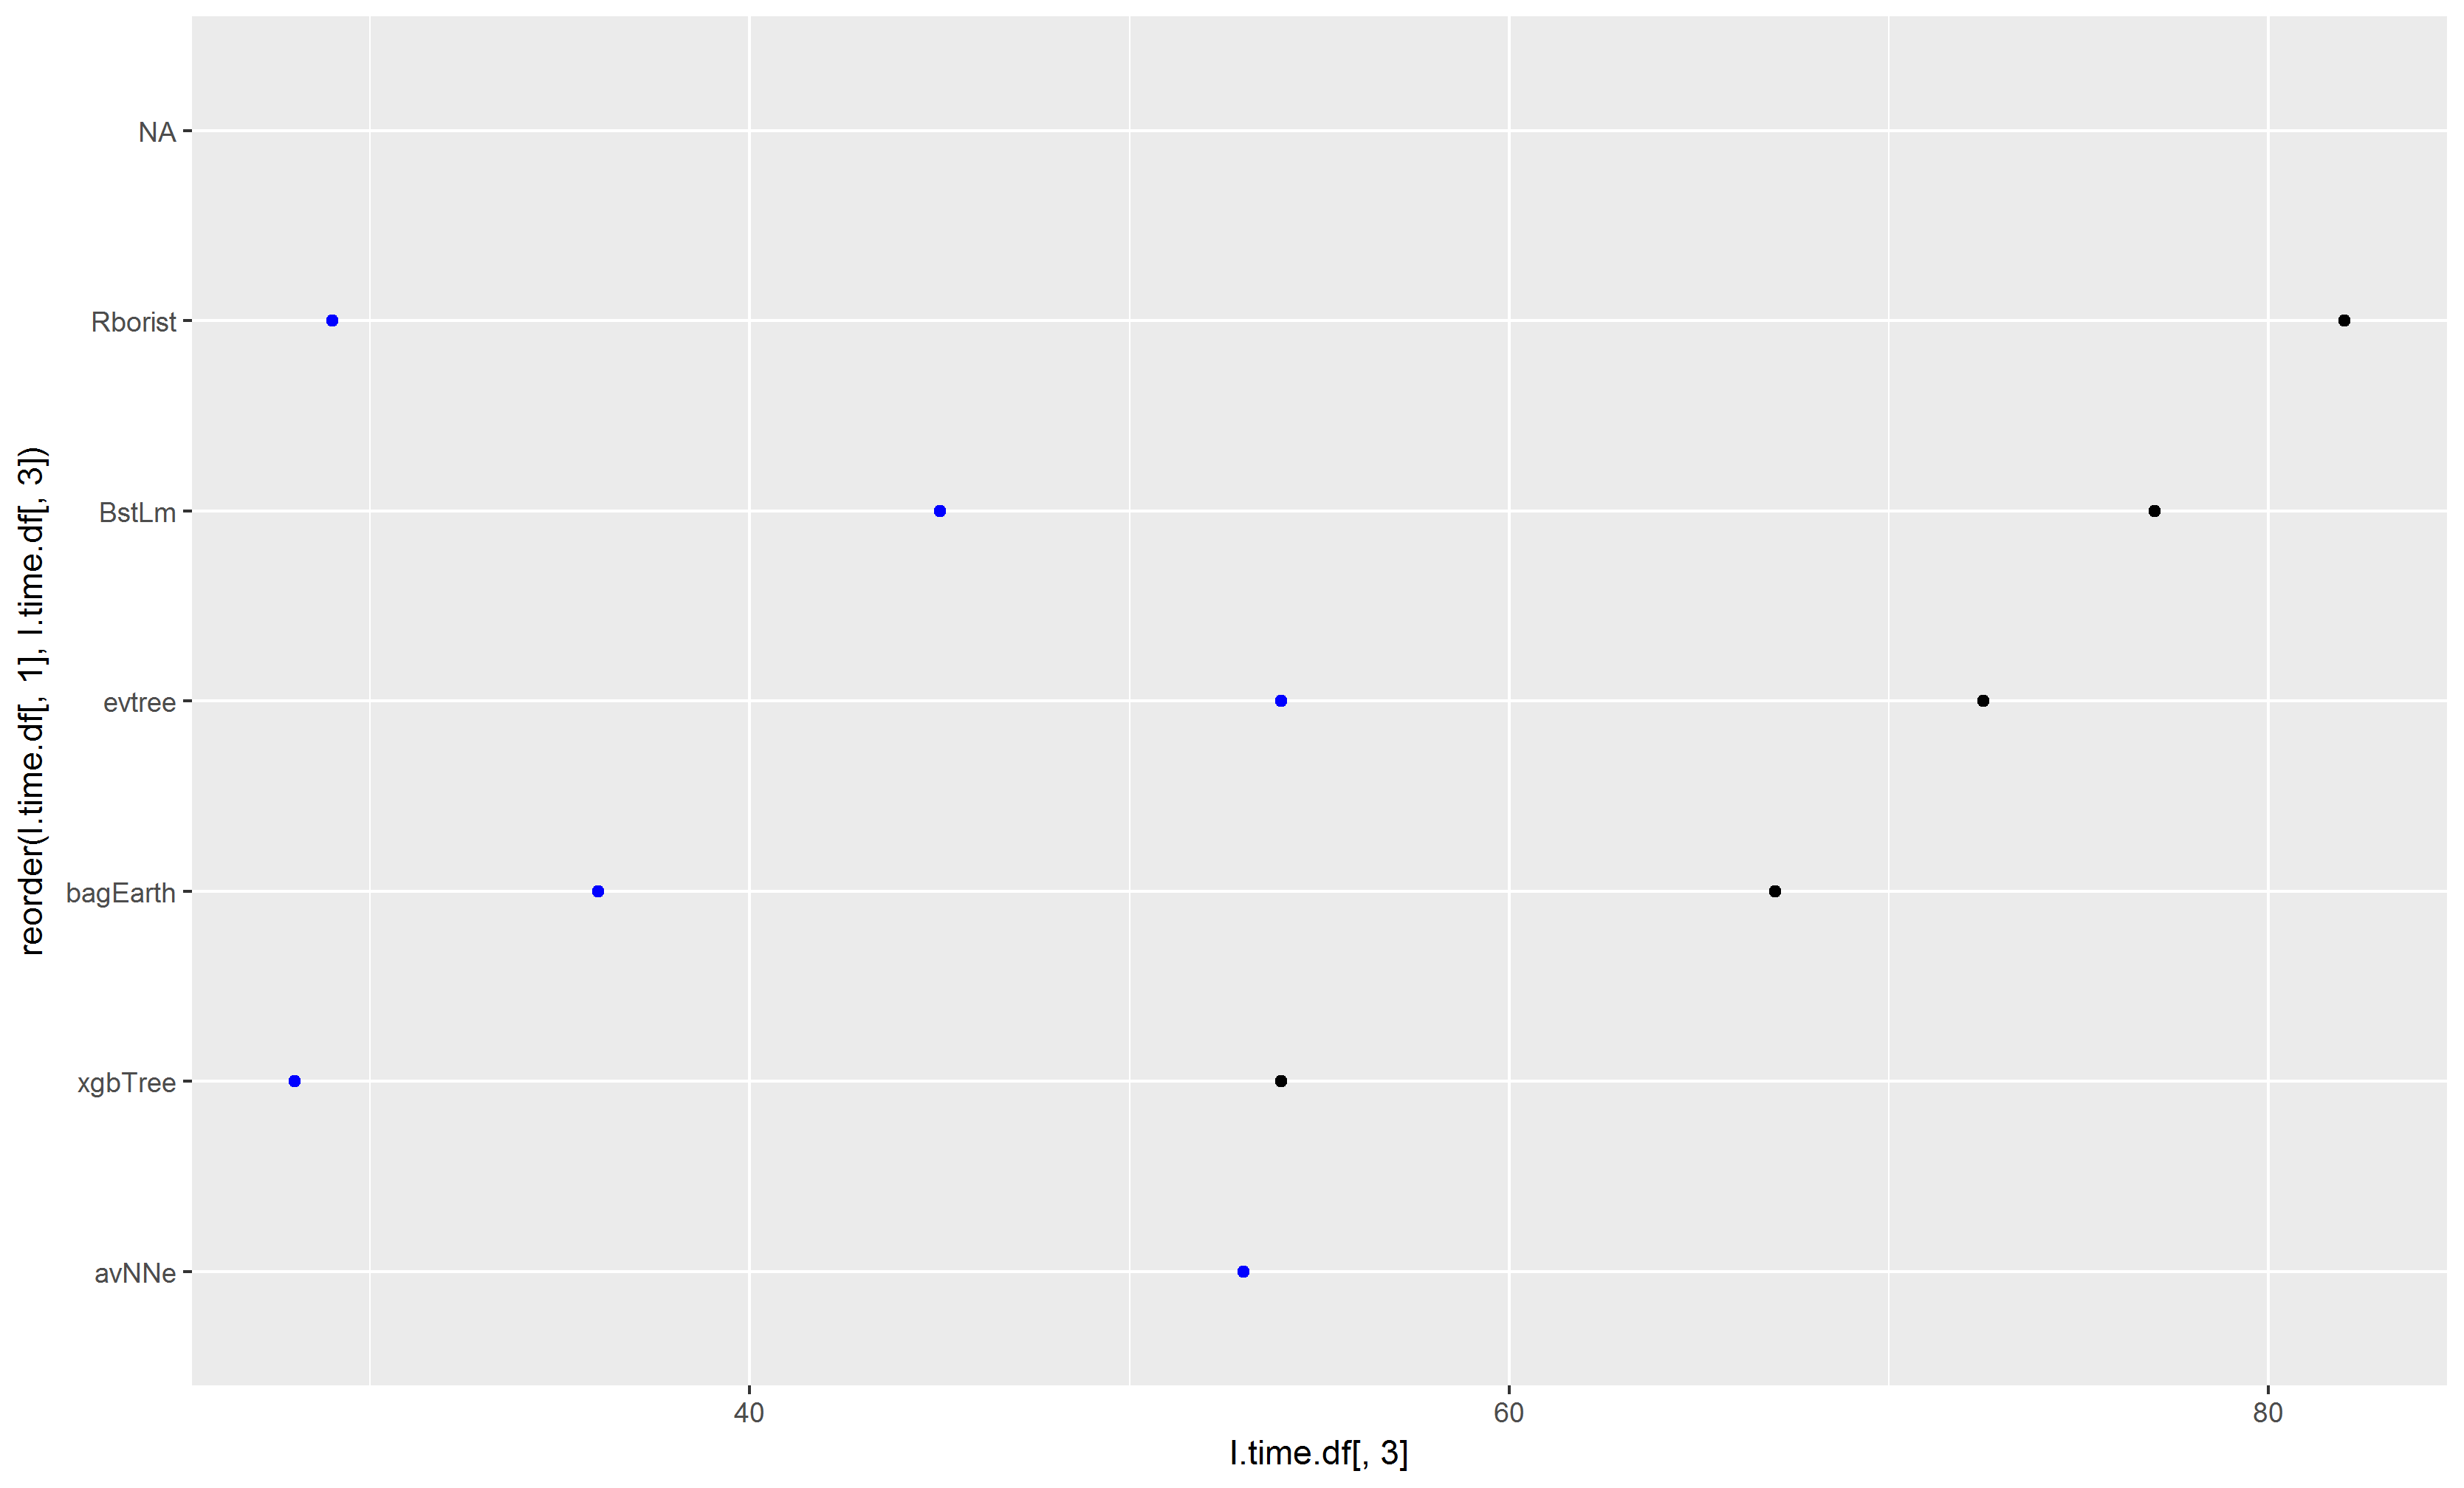 NA
Rborist
BstLm
evtree
bagEarth
xgbTree
avNNe
reorder(l.time.df[, 1], l.time.df[, 3])
40 60 80
l.time.df[, 3]